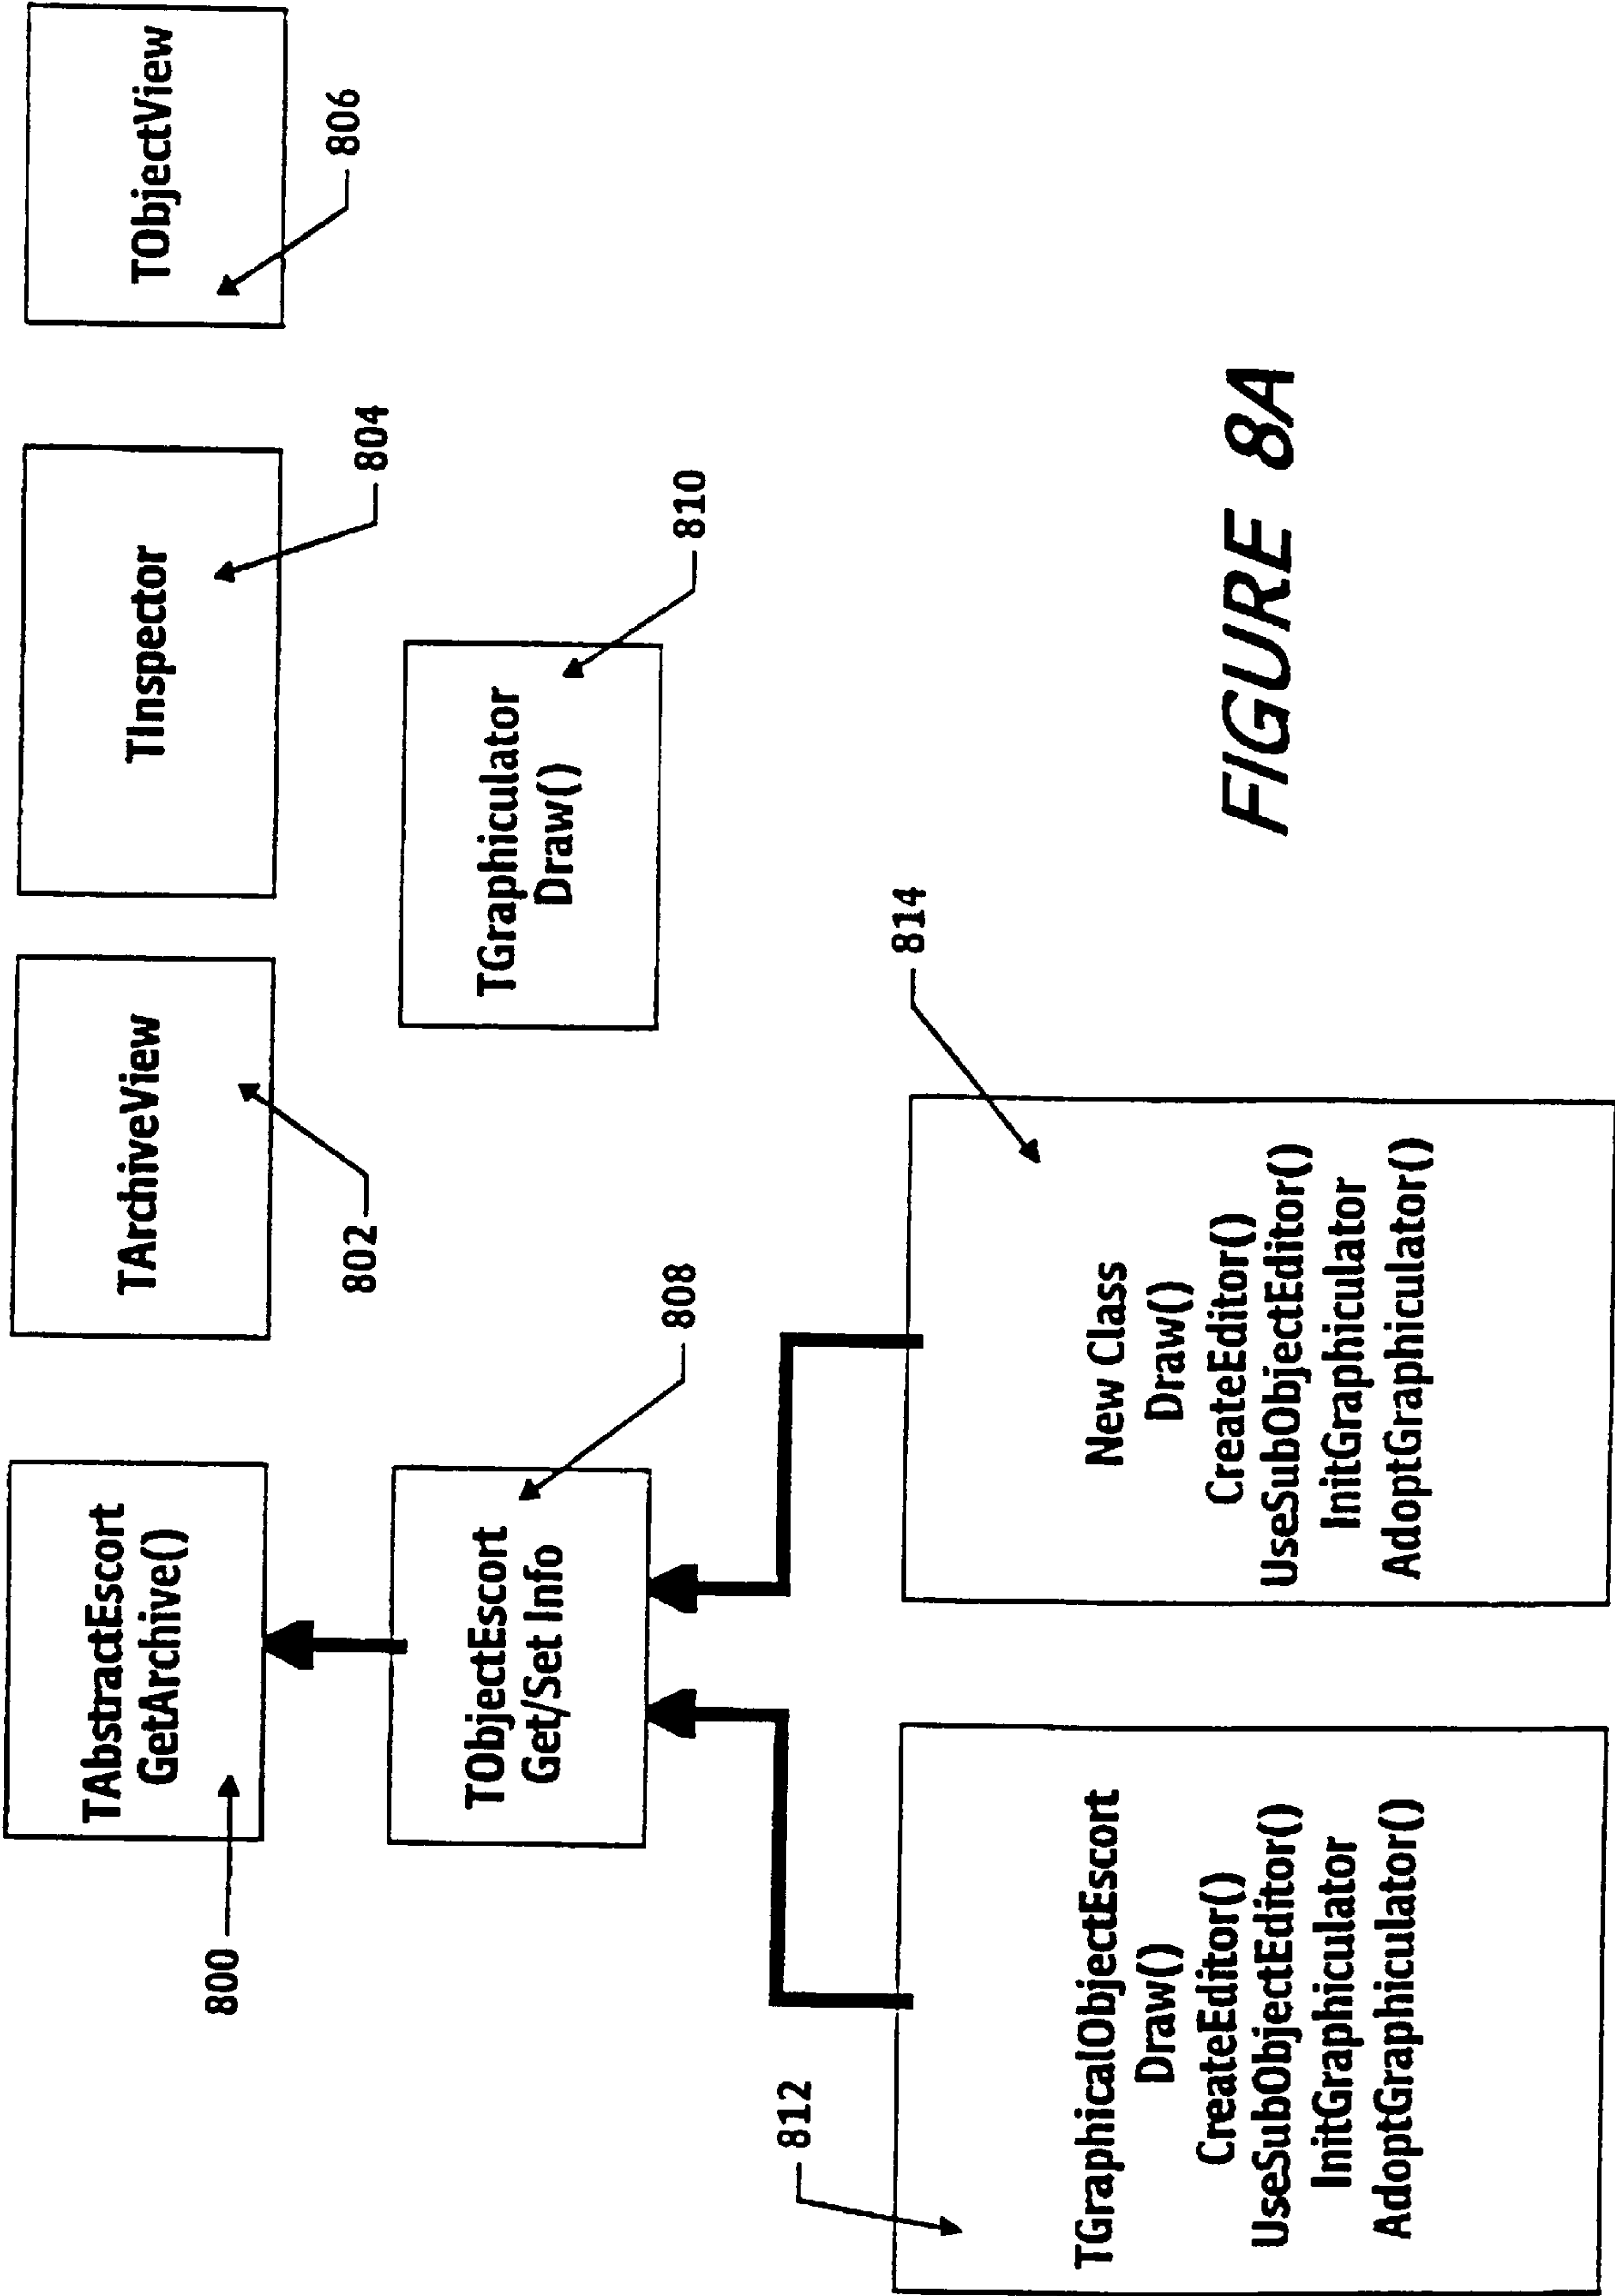 TAbstractEscort
GetArchive()
800
TArchiveView
802
TInspector
804
TObjectView
806
TObjectEscort
Get/Set Info
808
TGraphiculator
Draw()
810
TGraphicalObjectEscort
Draw()
CreateEditor()
UseSubObjectEditor()
InitGraphiculator
AdoptGraphiculator()
812
New Class
Draw()
CreateEditor()
UseSubObjectEditor()
InitGraphiculator
AdoptGraphiculator()
814
FIGURE 8A